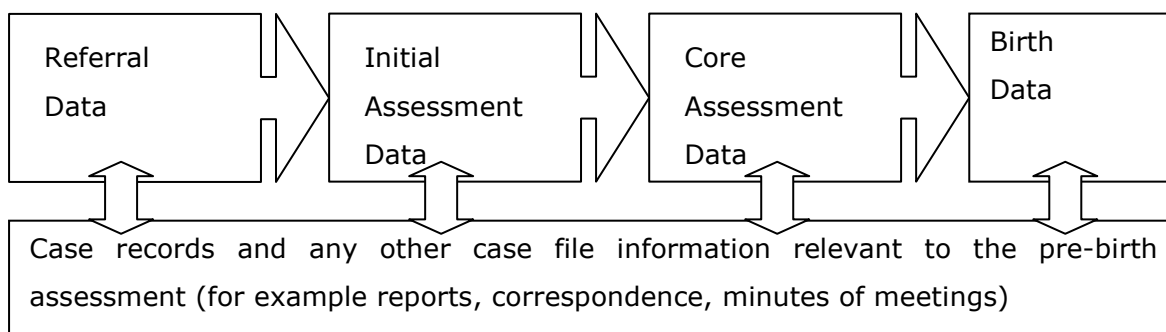 Referral
Data
Initial
Assessment
Data
Core
Assessment
Data
Birth
Data
Case records and any other case file information relevant to the pre-birth
assessment (for example reports, correspondence, minutes of meetings)